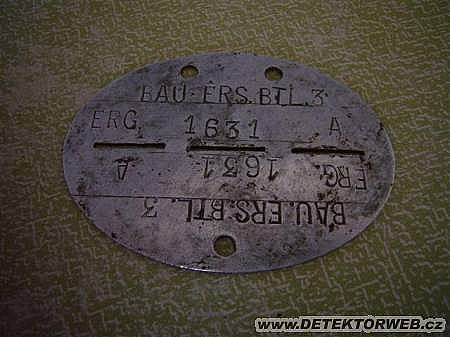 BAU.ERS.BTL.3
ERG. 1631 A
ERG. 1631 A
BAU.ERS.BTL. 3
WWW.DETEKTORWEB.CZ